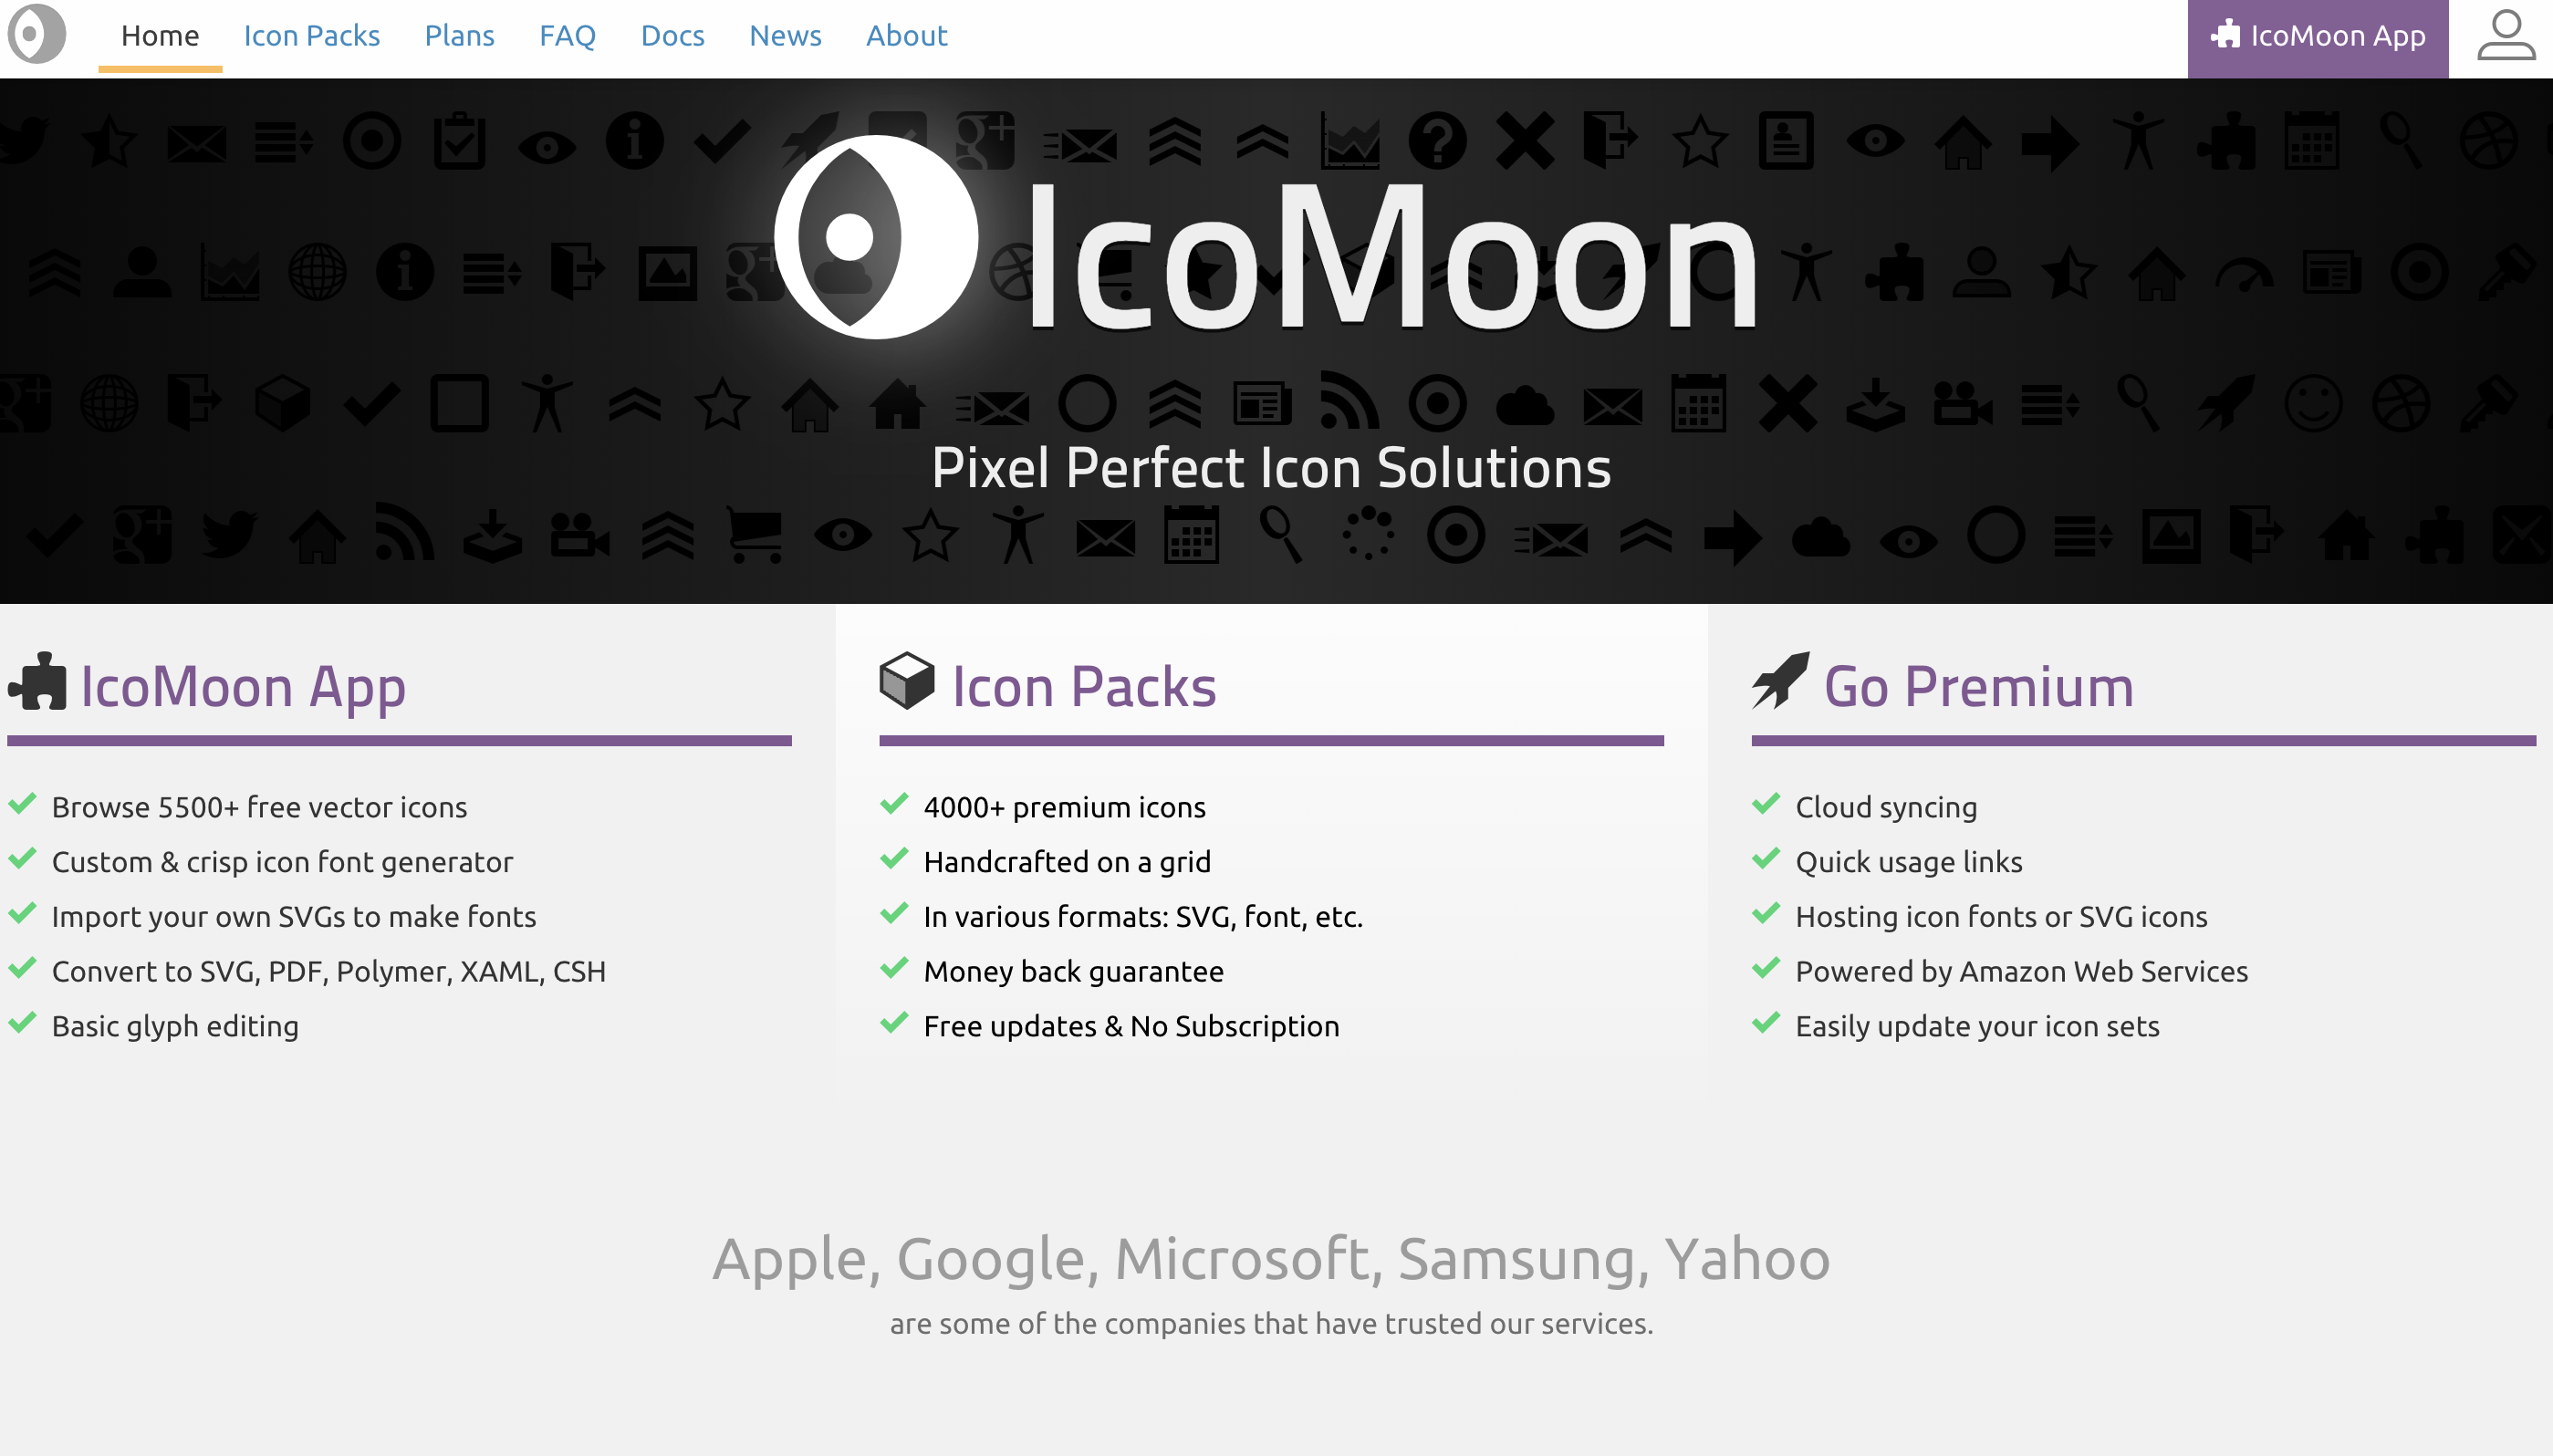 Home Icon Packs Plans FAQ Docs News About IcoMoon App
IcoMoon
Pixel Perfect Icon Solutions
IcoMoon App
Browse 5500+ free vector icons
Custom & crisp icon font generator
Import your own SVGs to make fonts
Convert to SVG, PDF, Polymer, XAML, CSH
Basic glyph editing
Icon Packs
4000+ premium icons
Handcrafted on a grid
In various formats: SVG, font, etc.
Money back guarantee
Free updates & No Subscription
Go Premium
Cloud syncing
Quick usage links
Hosting icon fonts or SVG icons
Powered by Amazon Web Services
Easily update your icon sets
Apple, Google, Microsoft, Samsung, Yahoo
are some of the companies that have trusted our services.